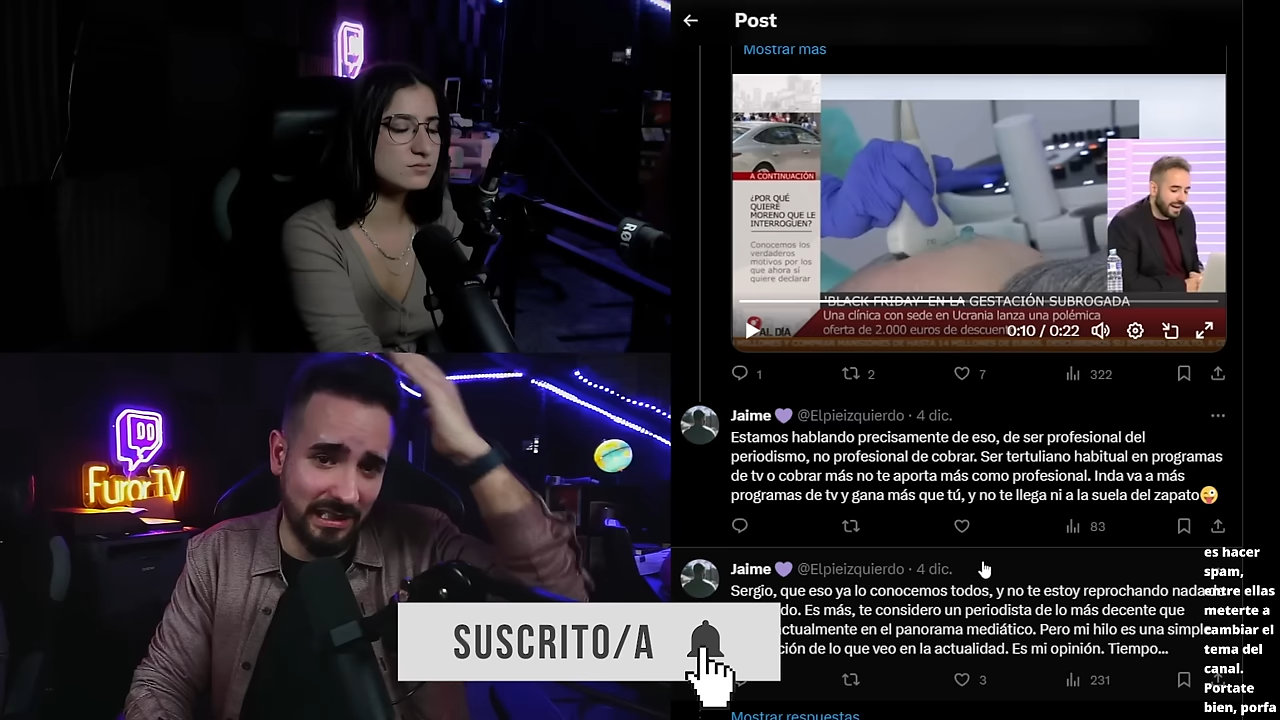 Post
Mostrar mas
A CONTINUACIÓN
¿POR QUÉ
QUIERE
MORENO QUE LE
INTERROGUEN?
Conocemos los
verdaderos
motivos por los
que ahora sí
quiere declarar
'BLACK FRIDAY' EN LA GESTACIÓN SUBROGADA
Una clínica con sede en Ucrania lanza una polémica
oferta de 2.000 euros de descuen
0:10 / 0:22
AL DÍA
1
2
7
322
Jaime 💜 @Elpieizquierdo · 4 dic.
Estamos hablando precisamente de eso, de ser profesional del
periodismo, no profesional de cobrar. Ser tertuliano habitual en programas
de tv o cobrar más no te aporta más como profesional. Inda va a más
programas de tv y gana más que tú, y no te llega ni a la suela del zapato😜
83
Jaime 💜 @Elpieizquierdo · 4 dic.
Sergio, que eso ya lo conocemos todos, y no te estoy reprochando nada
do. Es más, te considero un periodista de lo más decente que
actualmente en el panorama mediático. Pero mi hilo es una simple
ción de lo que veo en la actualidad. Es mi opinión. Tiempo...
3
231
Mostrar respuestas
es hacer
spam,
entre ellas
meterte a
cambiar el
tema del
canal.
Portate
bien, porfa
FurorTV
SUSCRITO/A